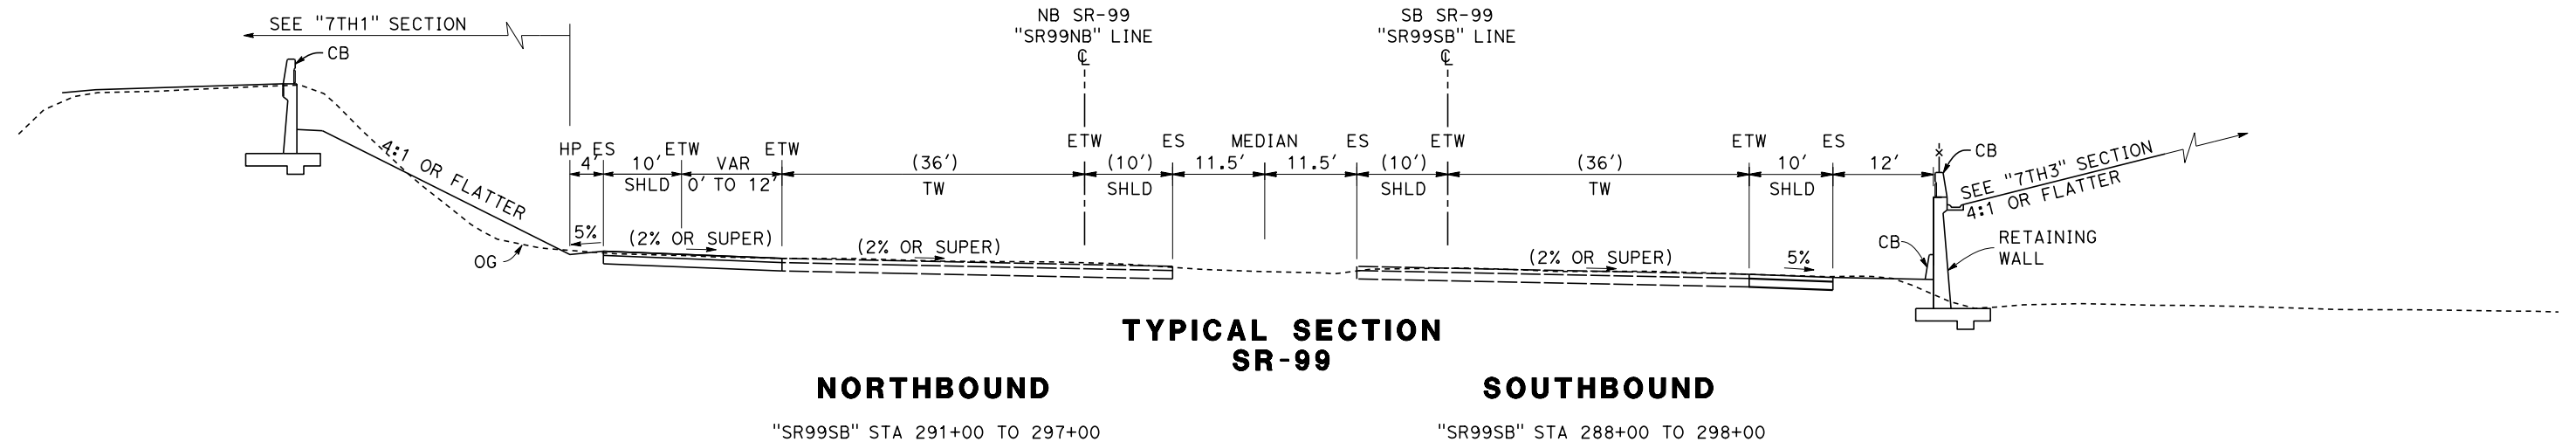 SEE "7TH1" SECTION
CB
NB SR-99
"SR99NB" LINE
℄
SB SR-99
"SR99SB" LINE
℄
HP ES ETW ETW ETW ES MEDIAN ES ETW ETW ES
4' 10' VAR (36') (10') 11.5' 11.5' (10') (36') 10' 12'
SHLD 0' TO 12' TW SHLD SHLD TW SHLD
X
CB
SEE "7TH3" SECTION
4:1 OR FLATTER
4:1 OR FLATTER
5% (2% OR SUPER) (2% OR SUPER) (2% OR SUPER) 5%
OG
CB
RETAINING
WALL
TYPICAL SECTION
SR-99
NORTHBOUND SOUTHBOUND
"SR99SB" STA 291+00 TO 297+00 "SR99SB" STA 288+00 TO 298+00